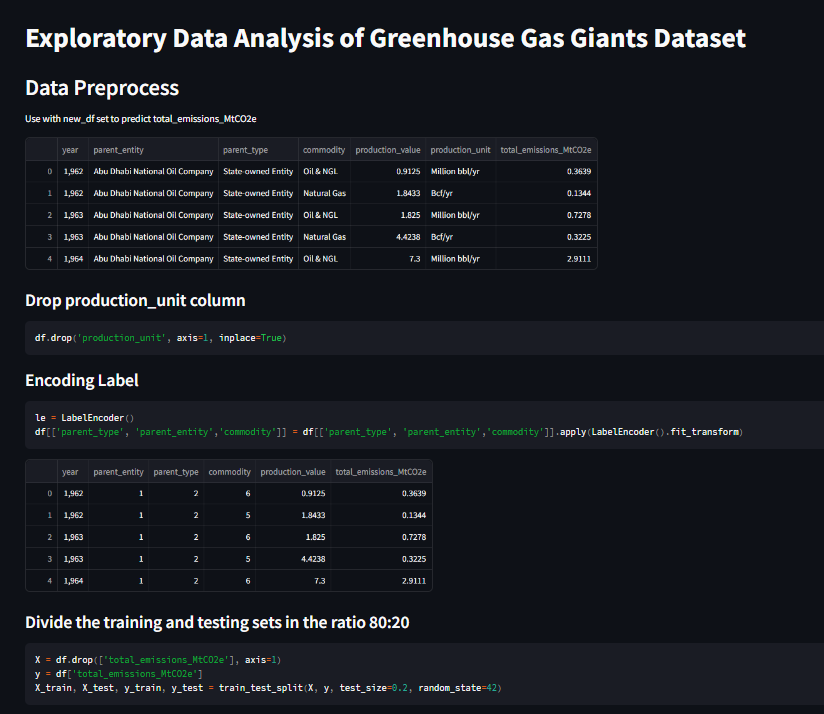 Exploratory Data Analysis of Greenhouse Gas Giants Dataset
Data Preprocess
Use with new_df set to predict total_emissions_MtCO2e
year parent_entity parent_type commodity production_value production_unit total_emissions_MtCO2e
0 1,962 Abu Dhabi National Oil Company State-owned Entity Oil & NGL 0.9125 Million bbl/yr 0.3639
1 1,962 Abu Dhabi National Oil Company State-owned Entity Natural Gas 1.8433 Bcf/yr 0.1344
2 1,963 Abu Dhabi National Oil Company State-owned Entity Oil & NGL 1.825 Million bbl/yr 0.7278
3 1,963 Abu Dhabi National Oil Company State-owned Entity Natural Gas 4.4238 Bcf/yr 0.3225
4 1,964 Abu Dhabi National Oil Company State-owned Entity Oil & NGL 7.3 Million bbl/yr 2.9111
Drop production_unit column
df.drop('production_unit', axis=1, inplace=True)
Encoding Label
le = LabelEncoder()
df[['parent_type', 'parent_entity','commodity']] = df[['parent_type', 'parent_entity','commodity']].apply(LabelEncoder().fit_transform)
year parent_entity parent_type commodity production_value total_emissions_MtCO2e
0 1,962 1 2 6 0.9125 0.3639
1 1,962 1 2 5 1.8433 0.1344
2 1,963 1 2 6 1.825 0.7278
3 1,963 1 2 5 4.4238 0.3225
4 1,964 1 2 6 7.3 2.9111
Divide the training and testing sets in the ratio 80:20
X = df.drop(['total_emissions_MtCO2e'], axis=1)
y = df['total_emissions_MtCO2e']
X_train, X_test, y_train, y_test = train_test_split(X, y, test_size=0.2, random_state=42)